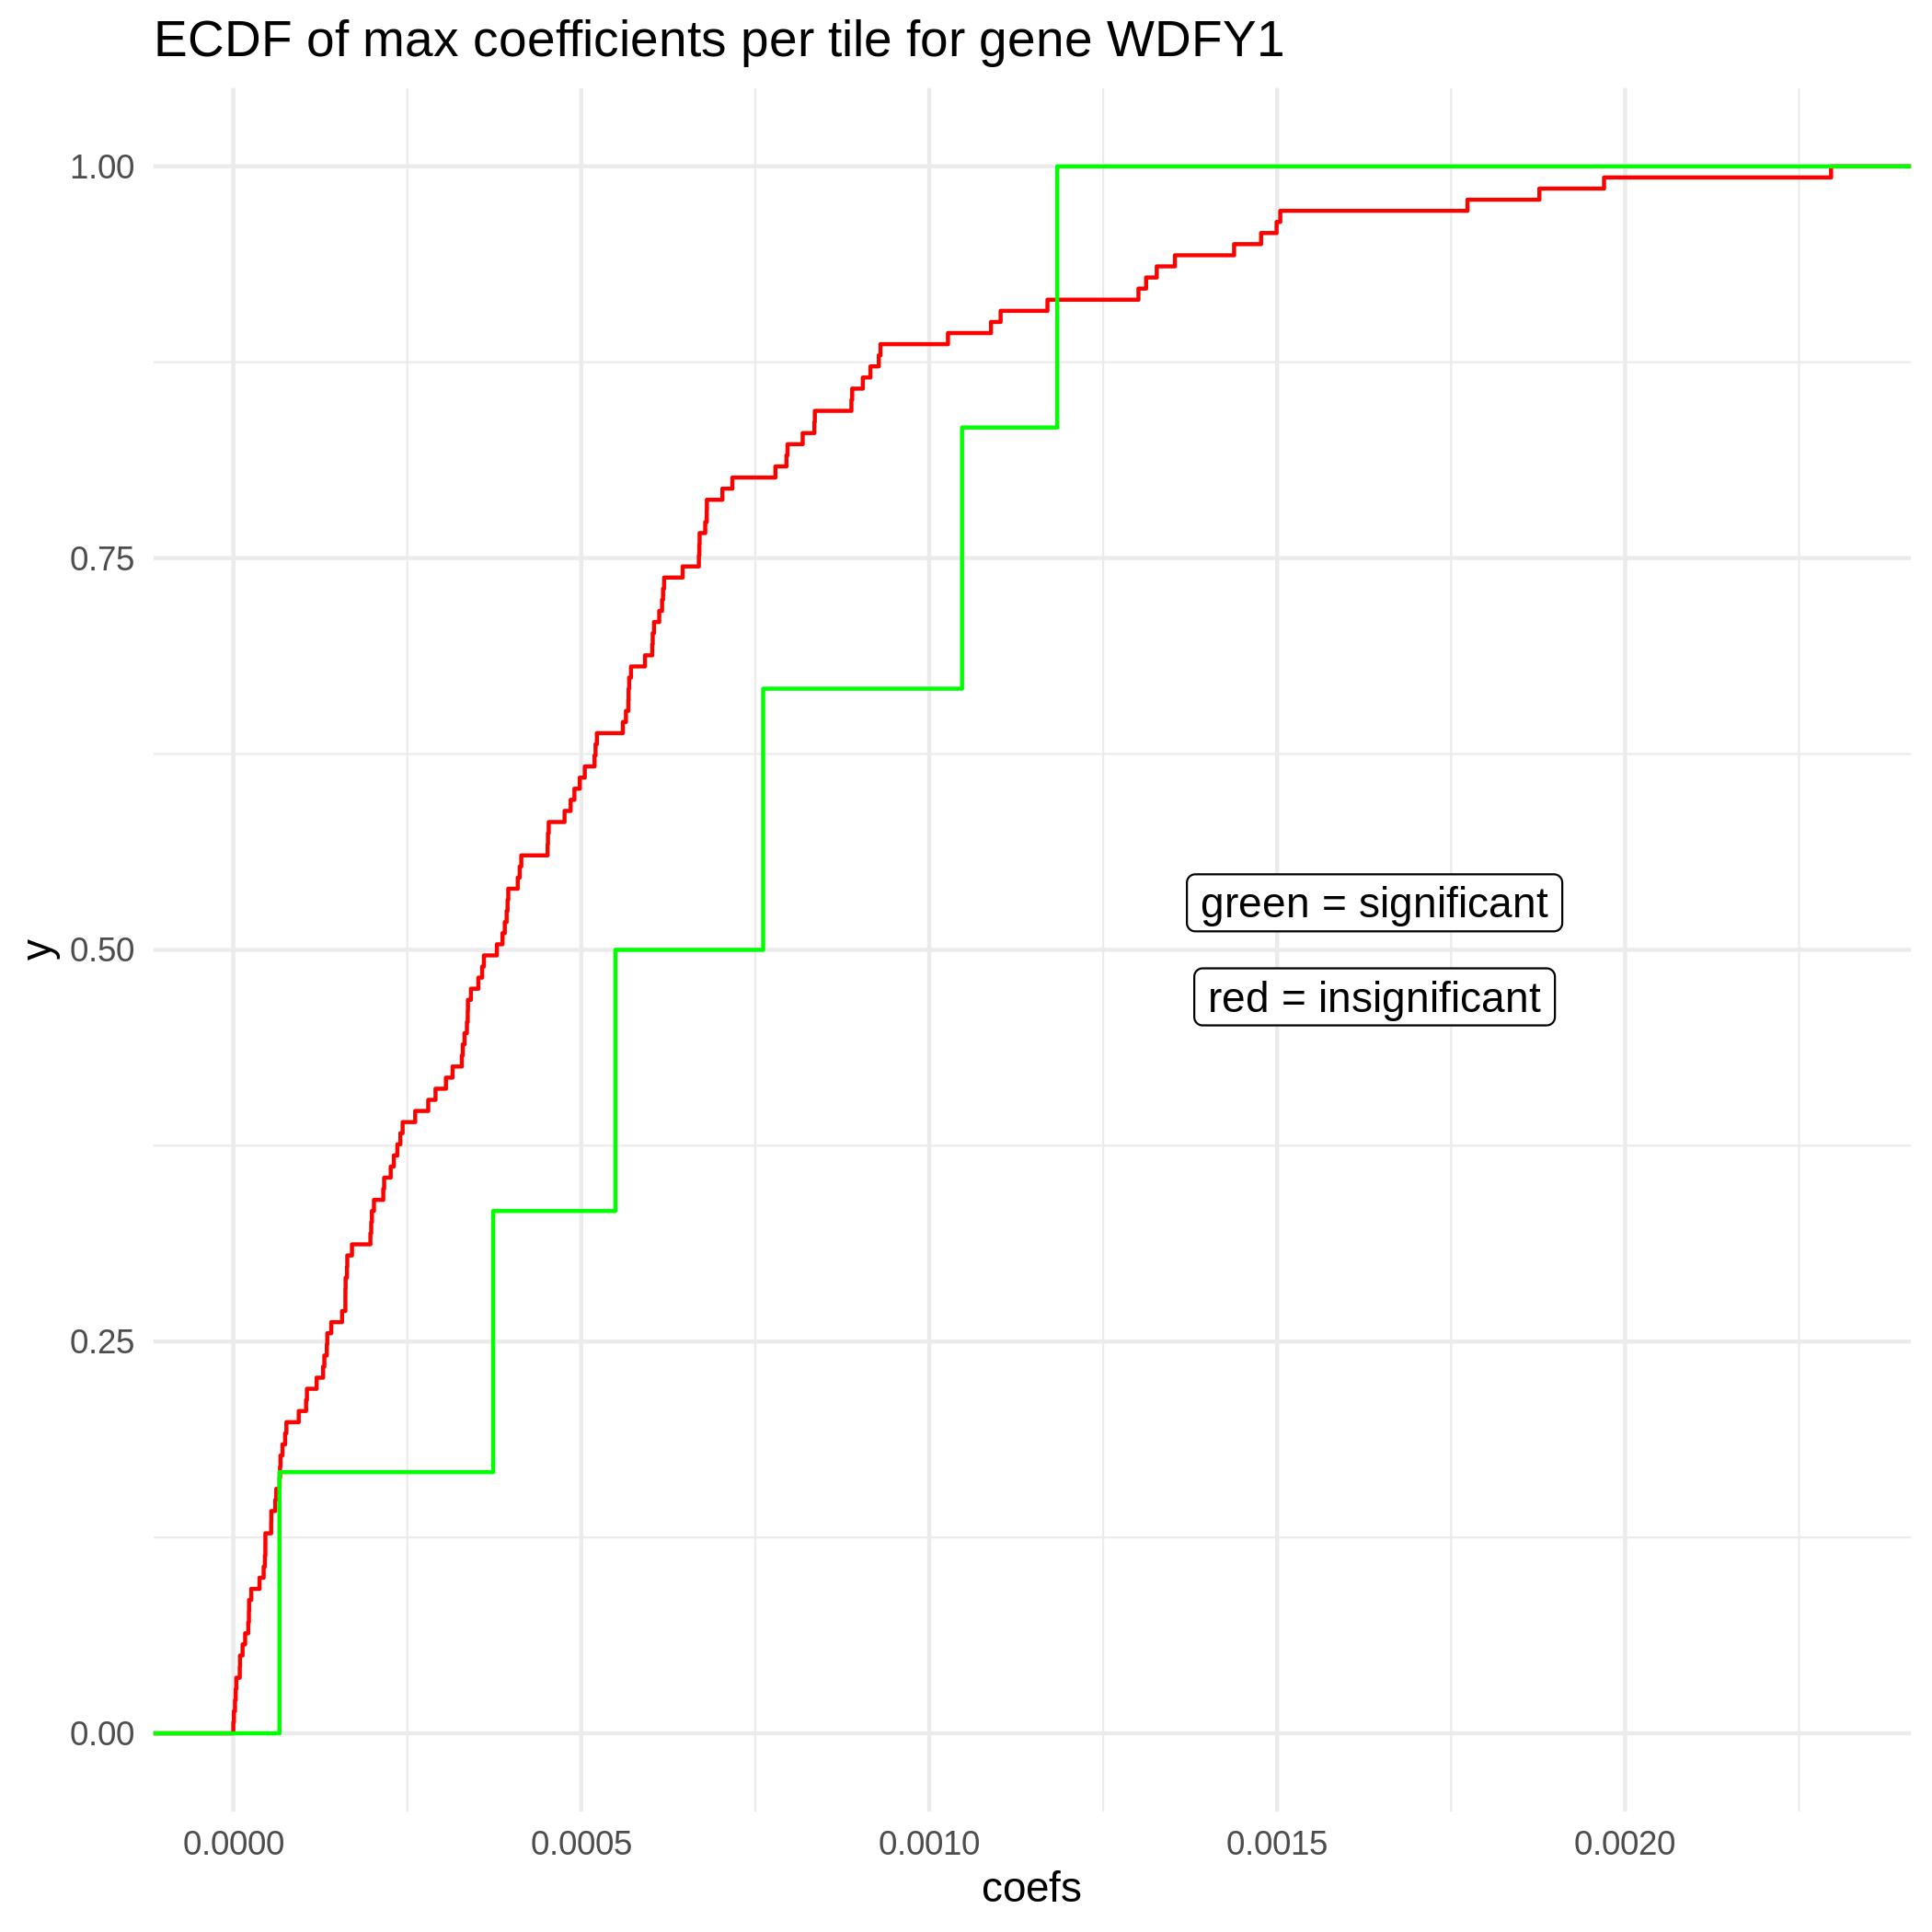 ECDF of max coefficients per tile for gene WDFY1
y
1.00
0.75
0.50
0.25
0.00
green = significant
red = insignificant
0.0000 0.0005 0.0010 0.0015 0.0020
coefs